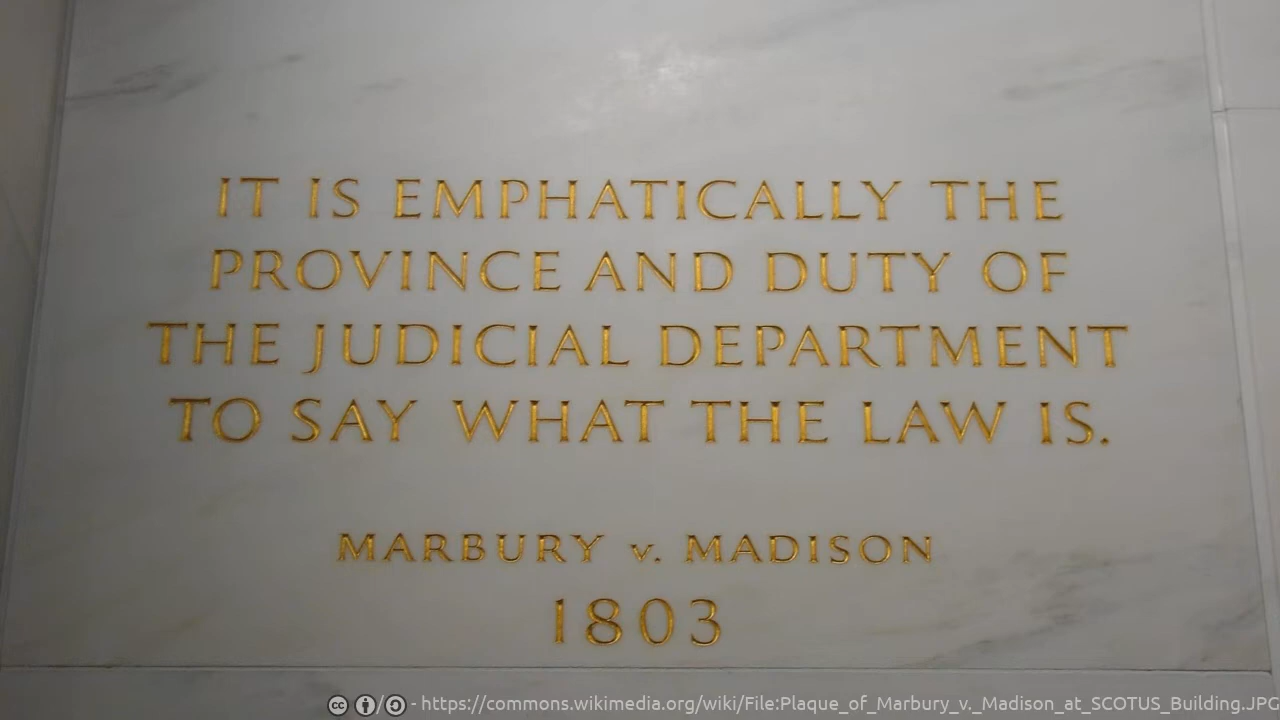 IT IS EMPHATICALLY THE
PROVINCE AND DUTY OF
THE JUDICIAL DEPARTMENT
TO SAY WHAT THE LAW IS.
MARBURY v. MADISON
1803
cc / - https://commons.wikimedia.org/wiki/File:Plaque_of_Marbury_v._Madison_at_SCOTUS_Building.JPG